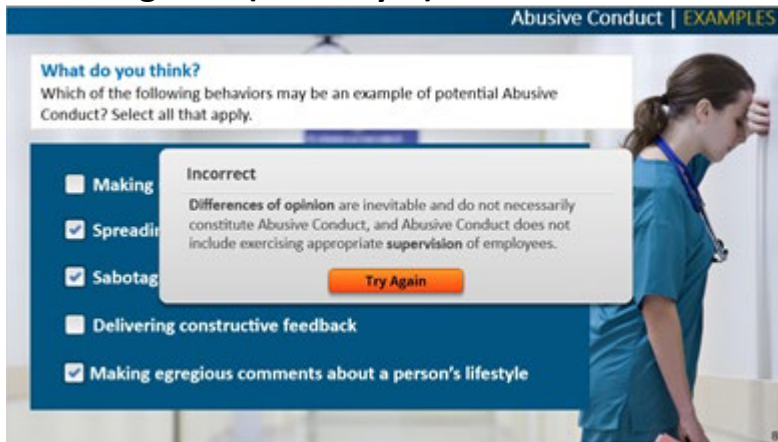 Abusive Conduct | EXAMPLES
What do you think?
Which of the following behaviors may be an example of potential Abusive
Conduct? Select all that apply.
Incorrect
Making
Differences of opinion are inevitable and do not necessarily
constitute Abusive Conduct, and Abusive Conduct does not
include exercising appropriate supervision of employees.
Spreadin
Sabotag
Try Again
Delivering constructive feedback
Making egregious comments about a person's lifestyle